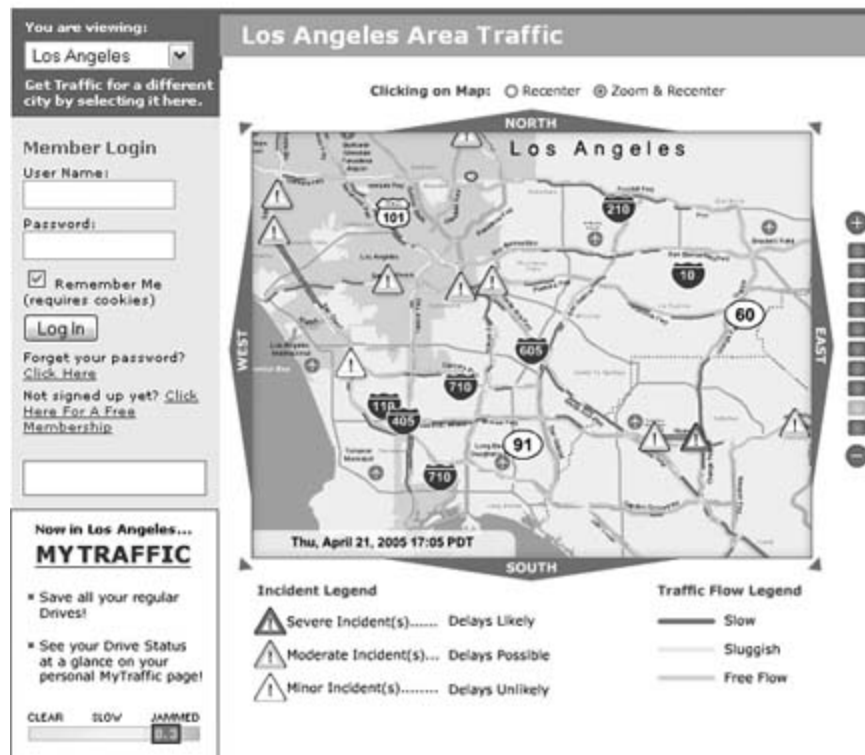 You are viewing:
Los Angeles
Get Traffic for a different
city by selecting it here.
Member Login
User Name:
Password:
Remember Me
(requires cookies)
Log In
Forget your password?
Click Here
Not signed up yet? Click
Here For A Free
Membership
Now in Los Angeles...
MY TRAFFIC
Save all your regular
Drives!
See your Drive Status
at a glance on your
personal MyTraffic page!
CLEAR SLOW JAMMED
8.3
Los Angeles Area Traffic
Clicking on Map: Recenter Zoom & Recenter
NORTH
WEST
EAST
SOUTH
Los Angeles
101
210
10
60
605
710
110
405
91
710
Los Angeles
Thu, April 21, 2005 17:05 PDT
Incident Legend
Severe Incident(s)...... Delays Likely
Moderate Incident(s)... Delays Possible
Minor Incident(s)........ Delays Unlikely
Traffic Flow Legend
Slow
Sluggish
Free Flow